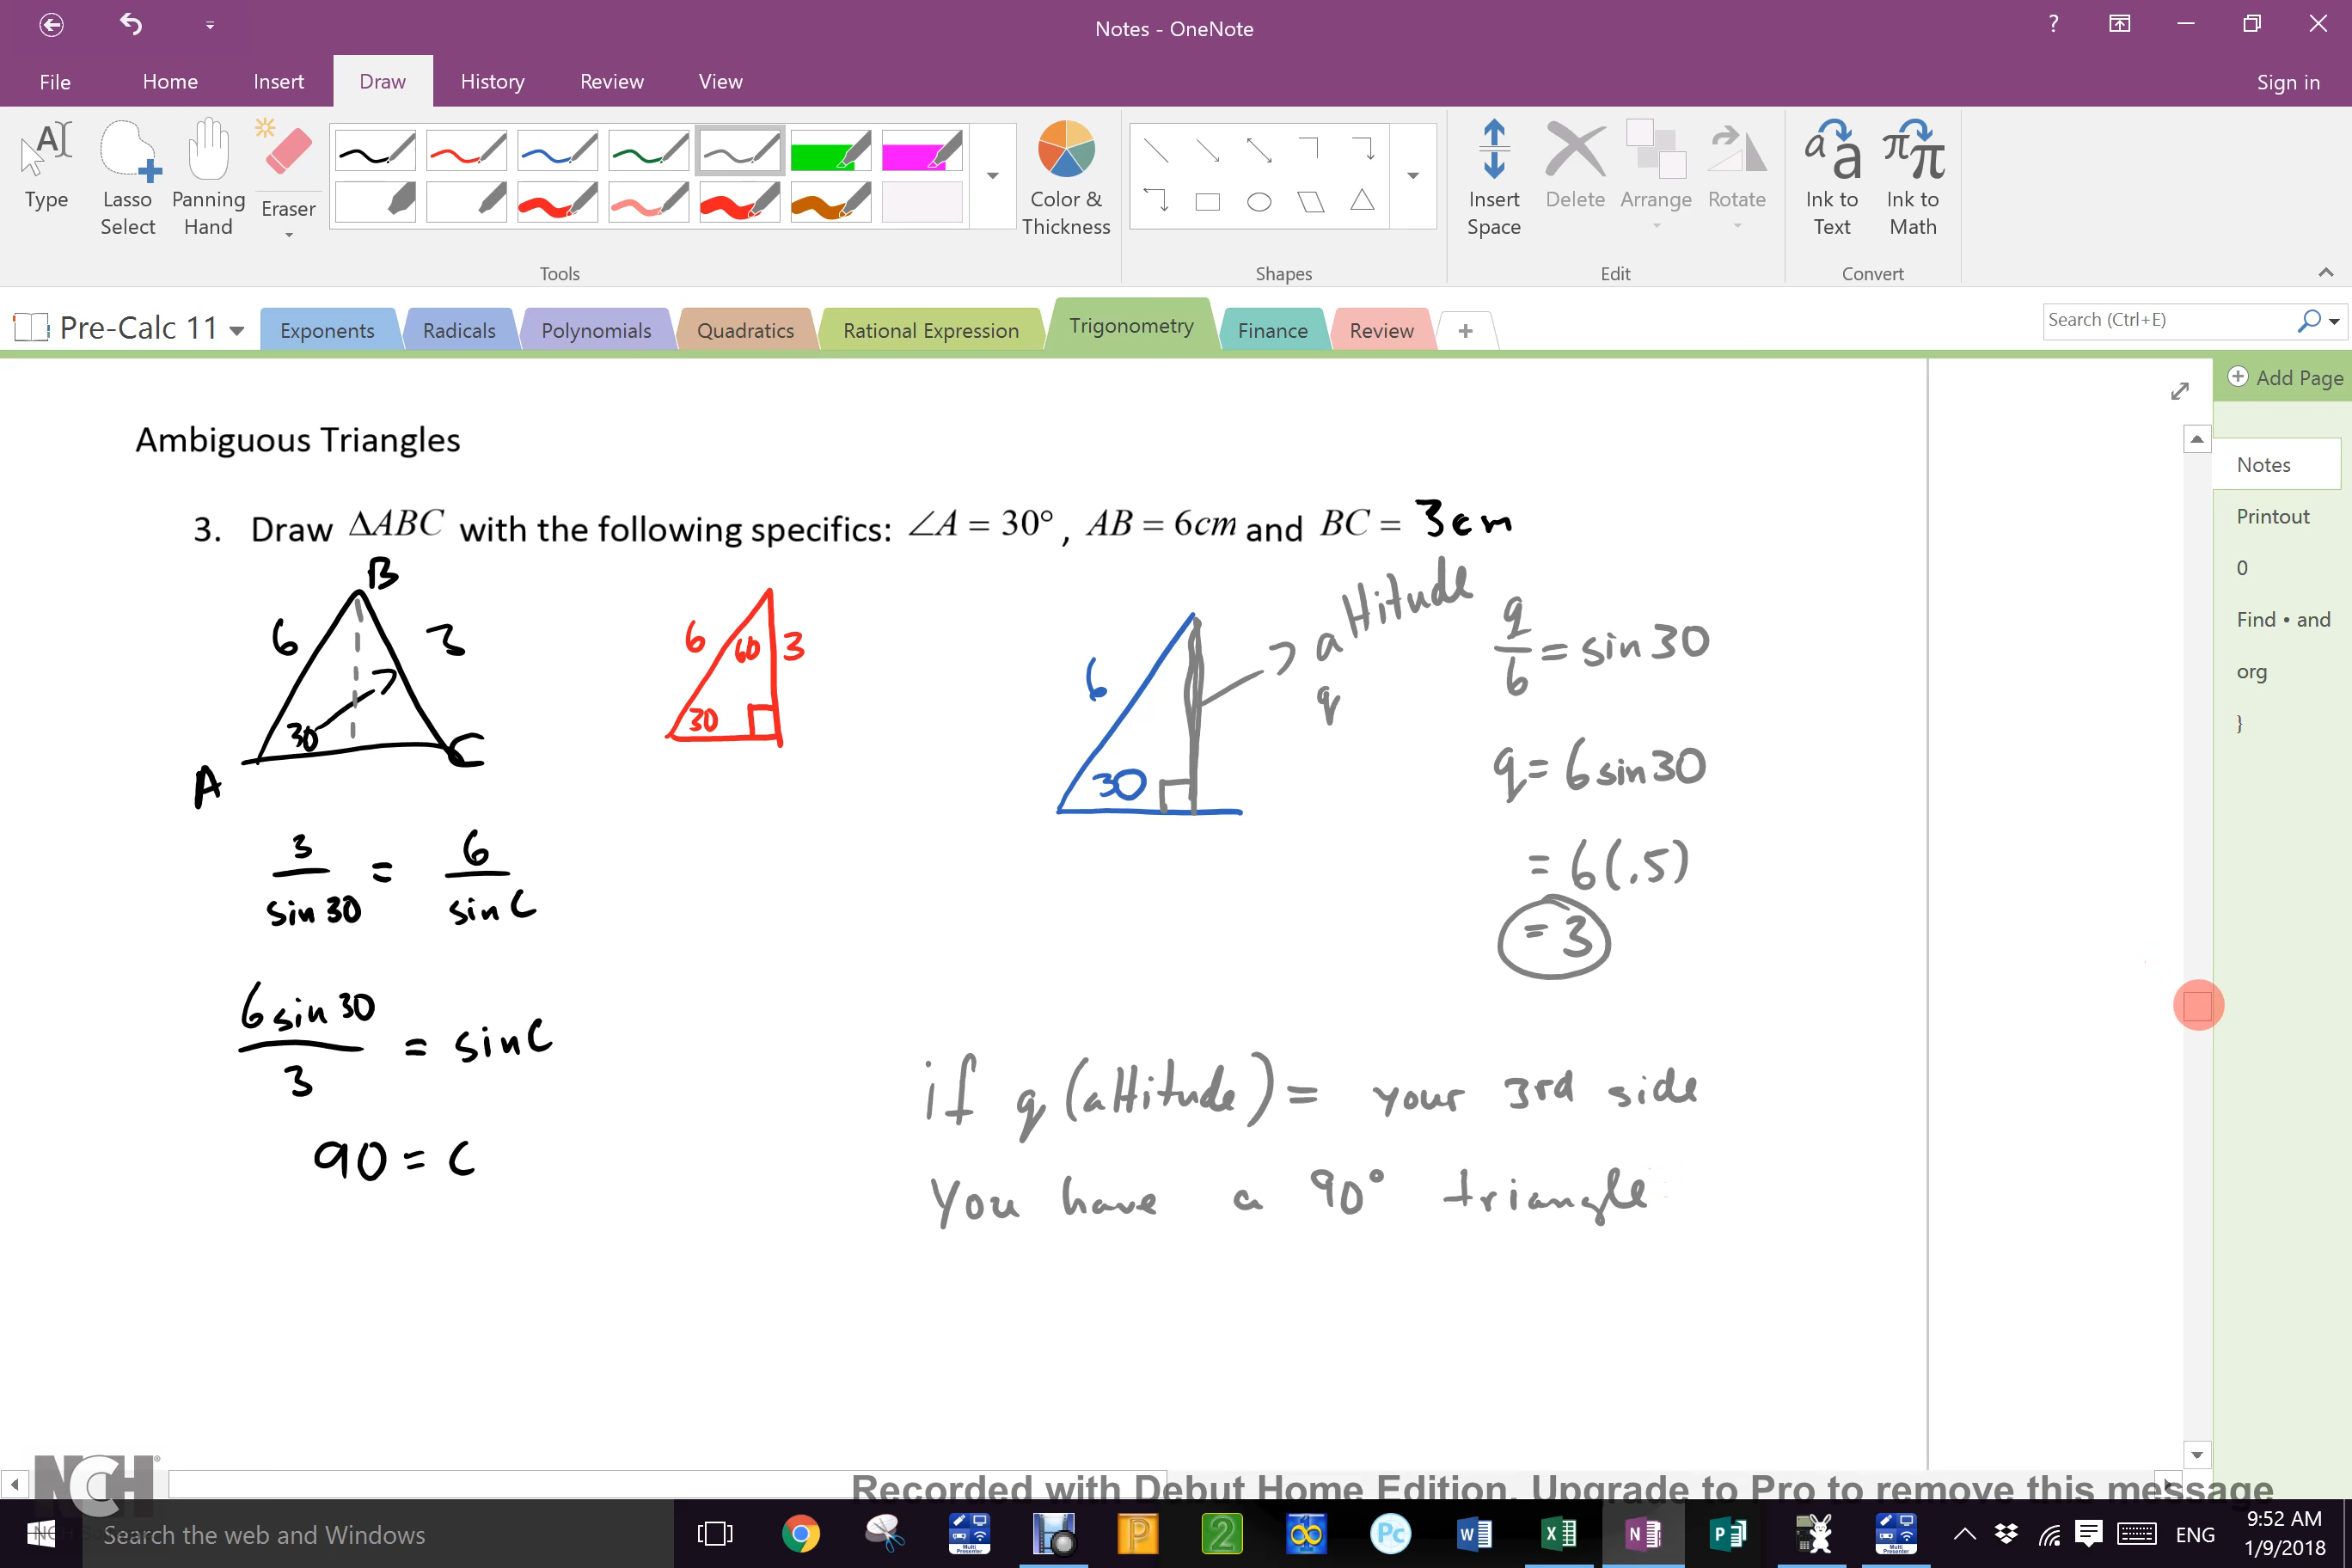 Notes - OneNote
?
File Home Insert Draw History Review View Sign in
Type
Lasso Select
Panning Hand
Eraser
Color & Thickness
Insert Space
Delete
Arrange
Rotate
Ink to Text
Ink to Math
Tools Shapes Edit Convert
Pre-Calc 11 Exponents Radicals Polynomials Quadratics Rational Expression Trigonometry Finance Review +
Search (Ctrl+E)
Add Page
Notes
Printout
0
Find • and
org
}
Ambiguous Triangles
3. Draw ΔABC with the following specifics: ∠A = 30°, AB = 6cm and BC = 3cm
B
6 3
30
A C
3/sin 30 = 6/sin C
6 sin 30/3 = sin C
90 = C
6 60 3
30
6
30
altitude
q
q/6 = sin 30
q = 6 sin 30
= 6(.5)
= 3
if q (altitude) = your 3rd side
You have a 90° triangle
NCH
Recorded with Debut Home Edition. Upgrade to Pro to remove this message
Search the web and Windows
ENG
9:52 AM
1/9/2018